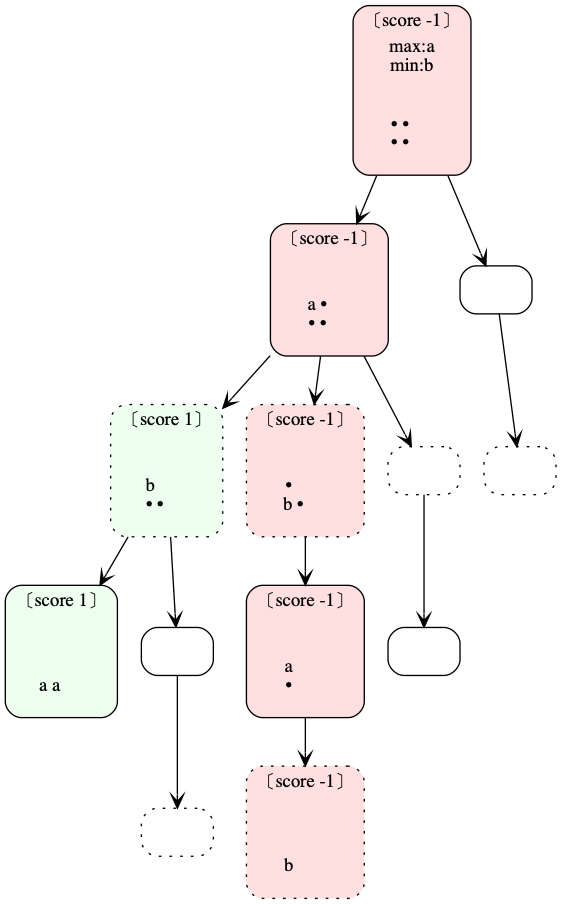 〔score -1〕
max:a
min:b
• •
• •
〔score -1〕
a •
• •
〔score 1〕
b
• •
〔score -1〕
•
b •
〔score 1〕
a a
〔score -1〕
a
•
〔score -1〕
b